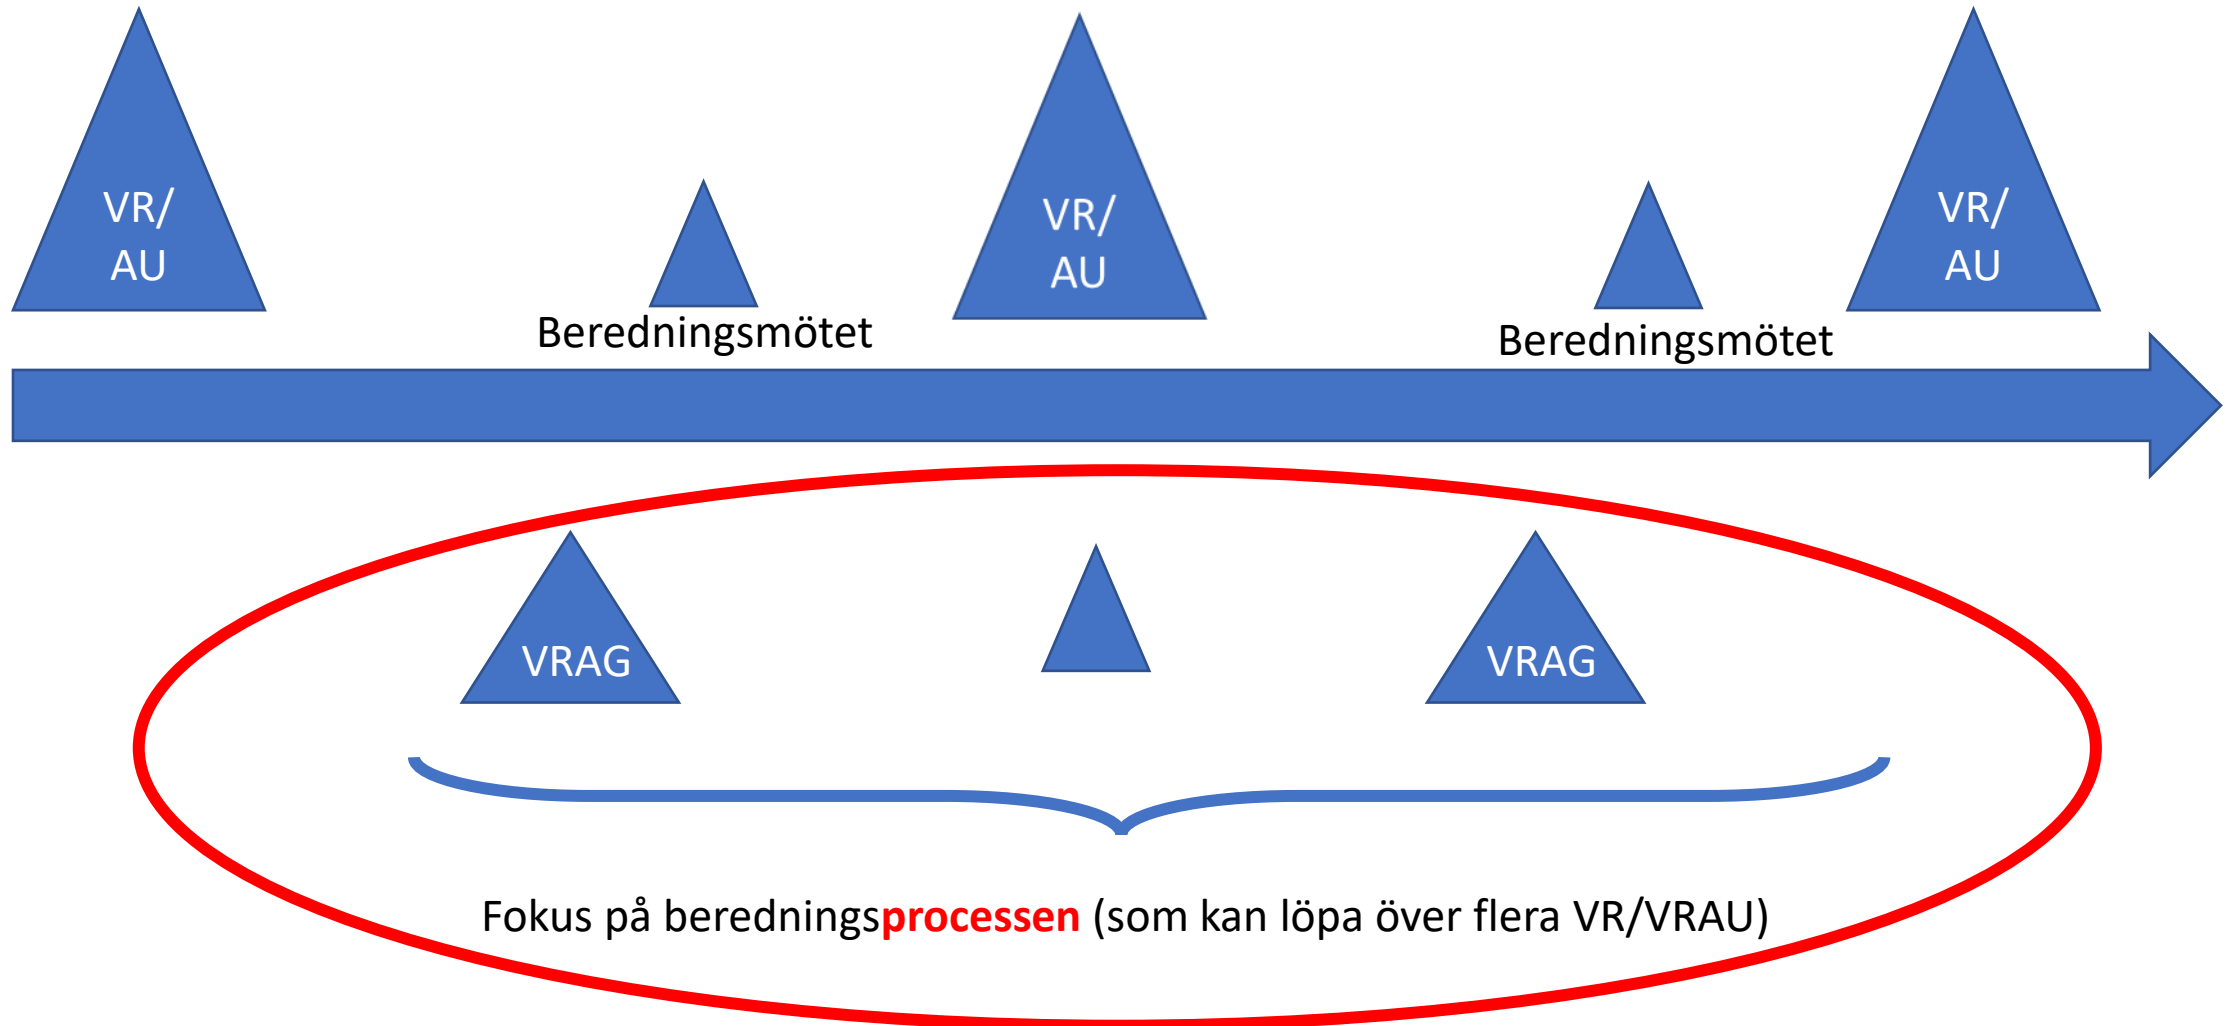 VR/
AU
VR/
AU
VR/
AU
Beredningsmötet
Beredningsmötet
VRAG
VRAG
Fokus på beredningsprocessen (som kan löpa över flera VR/VRAU)